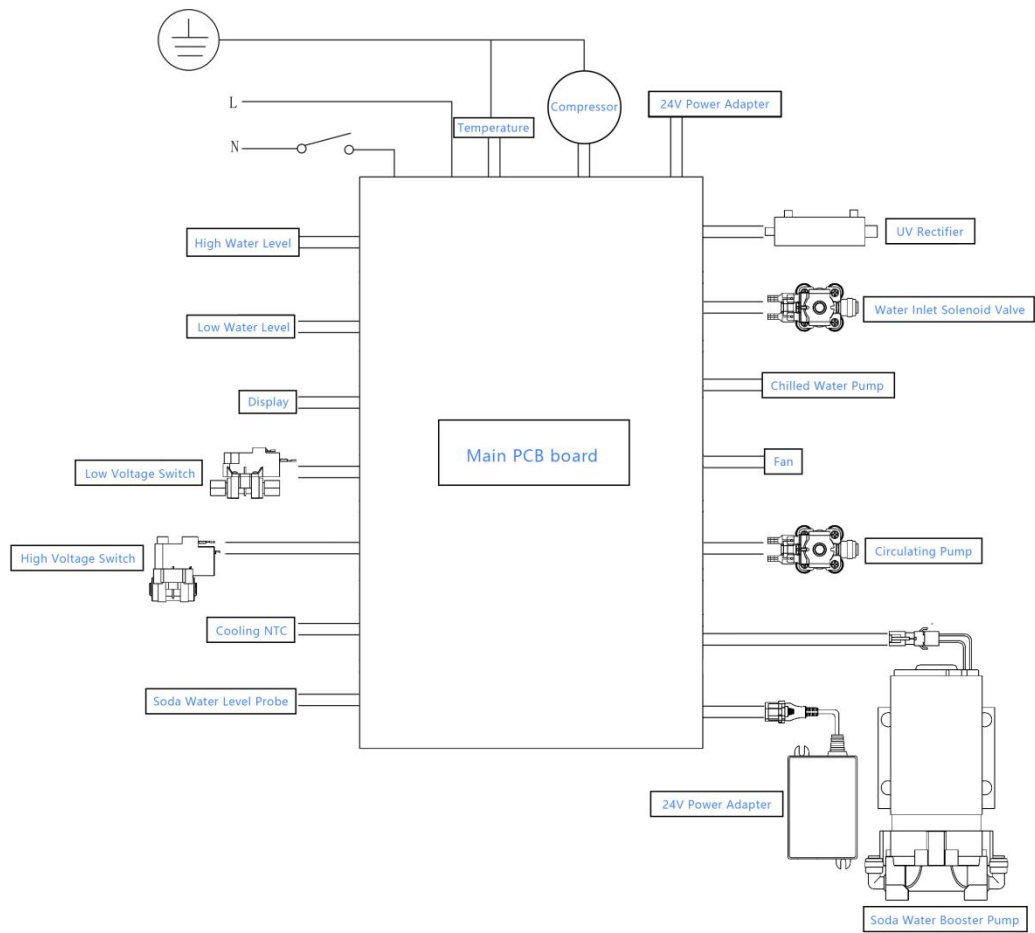 L
Compressor
24V Power Adapter
Temperature
N
High Water Level
UV Rectifier
Water Inlet Solenoid Valve
Low Water Level
Chilled Water Pump
Display
Main PCB board
Fan
Low Voltage Switch
High Voltage Switch
Circulating Pump
Cooling NTC
Soda Water Level Probe
24V Power Adapter
Soda Water Booster Pump